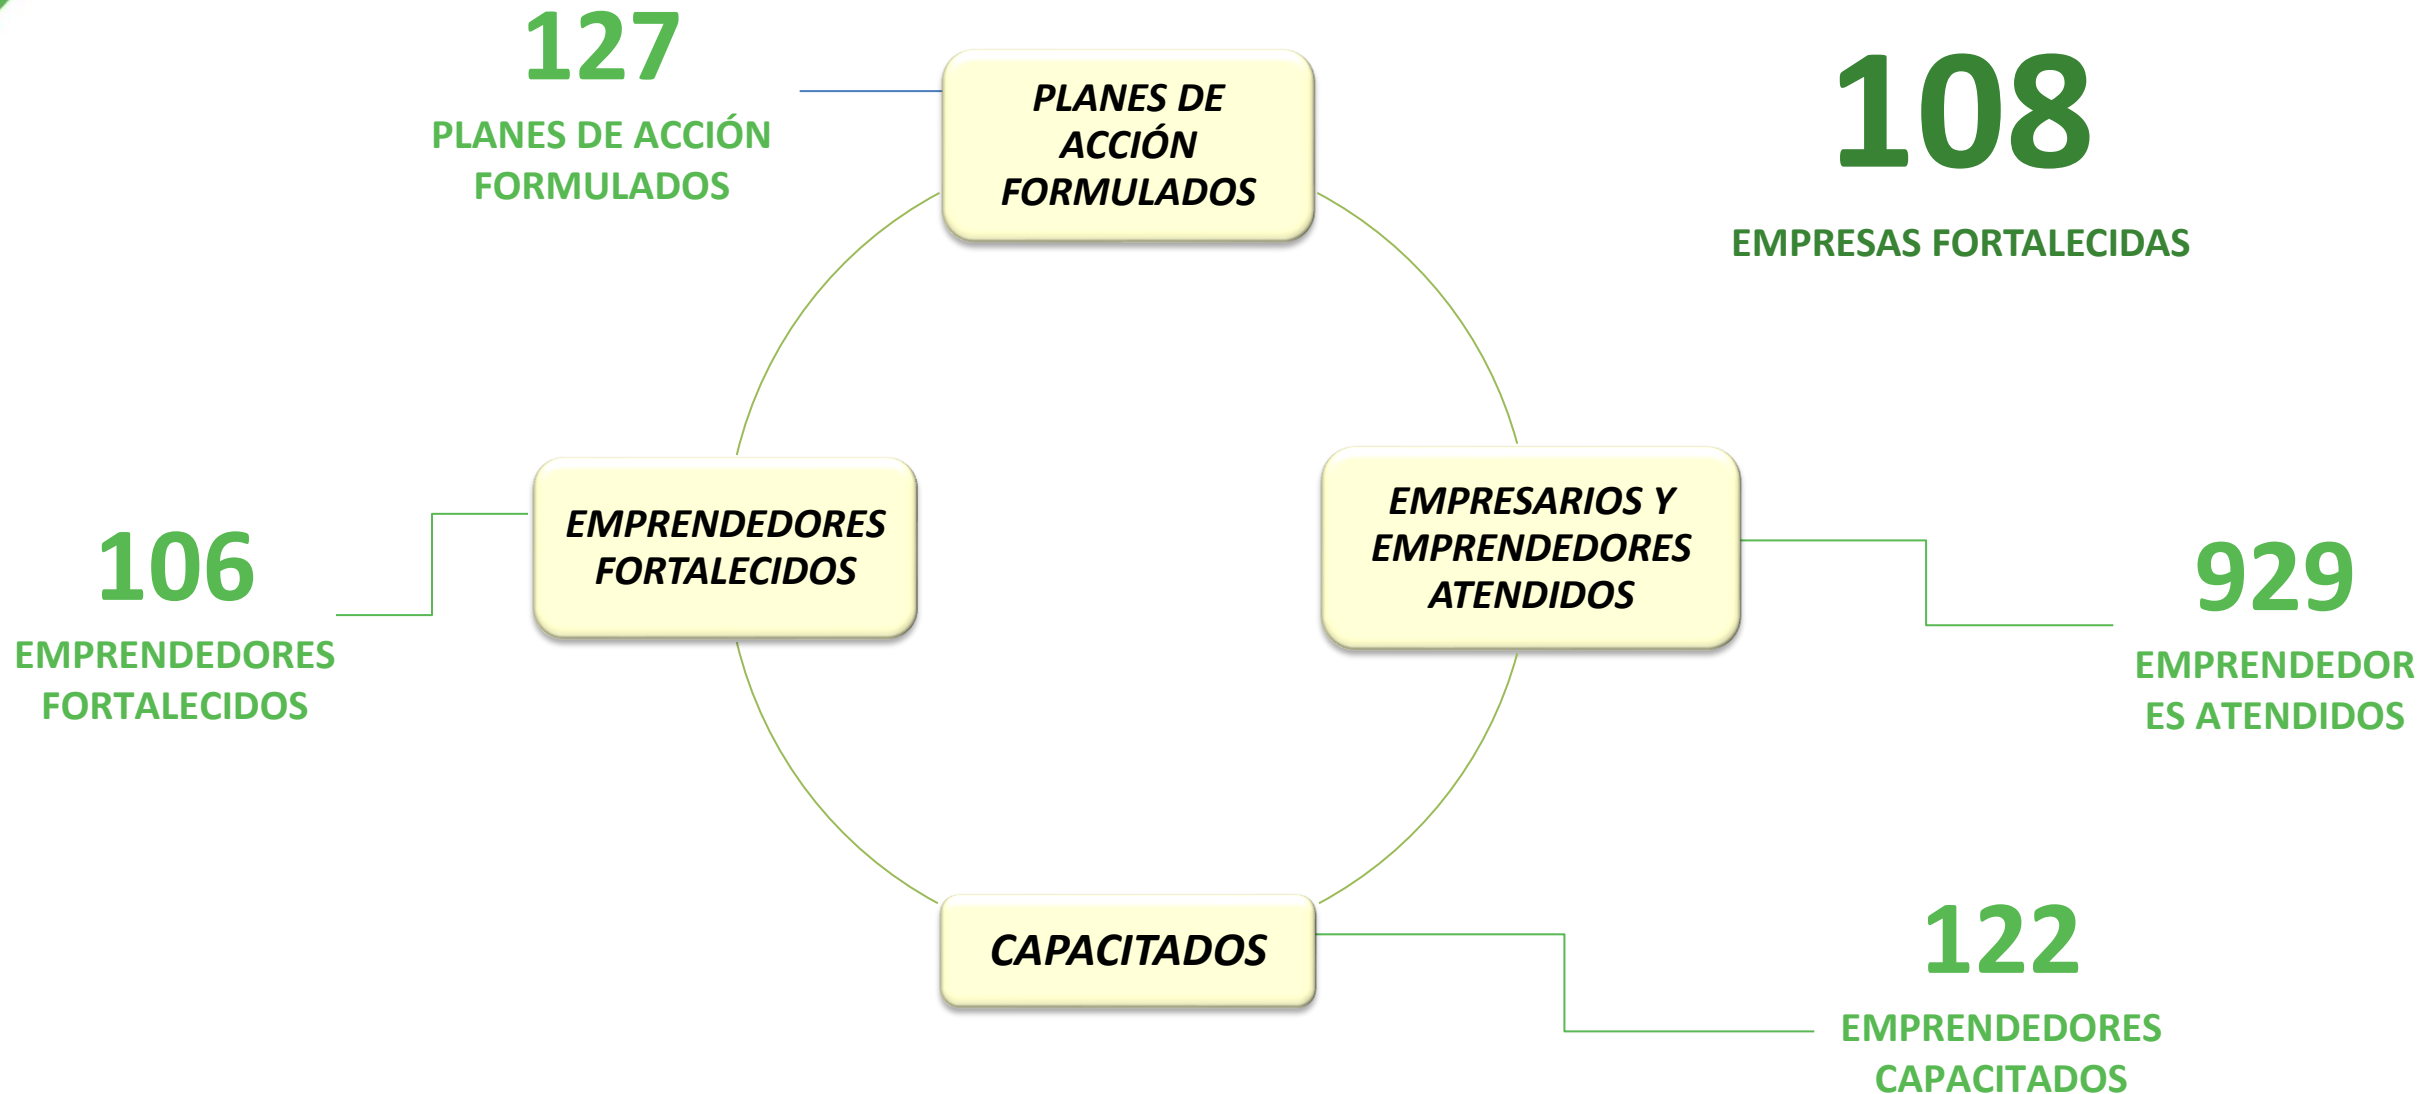 127
PLANES DE ACCIÓN
FORMULADOS
PLANES DE
ACCIÓN
FORMULADOS
108
EMPRESAS FORTALECIDAS
106
EMPRENDEDORES
FORTALECIDOS
EMPRENDEDORES
FORTALECIDOS
EMPRESARIOS Y
EMPRENDEDORES
ATENDIDOS
929
EMPRENDEDOR
ES ATENDIDOS
CAPACITADOS
122
EMPRENDEDORES
CAPACITADOS